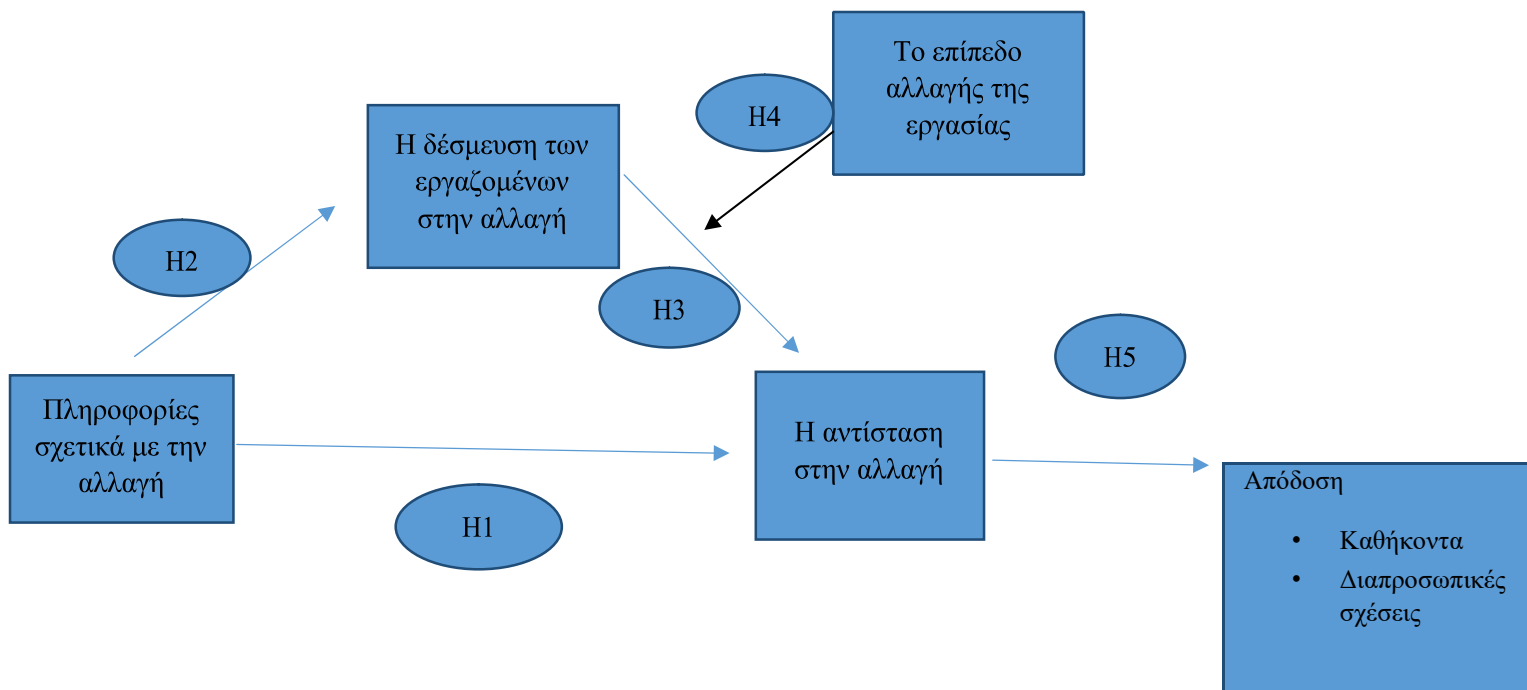 Το επίπεδο
αλλαγής της
εργασίας
H4
Η δέσμευση των
εργαζομένων
στην αλλαγή
H2
H3
H5
Πληροφορίες
σχετικά με την
αλλαγή
Η αντίσταση
στην αλλαγή
H1
Απόδοση
• Καθήκοντα
• Διαπροσωπικές
σχέσεις